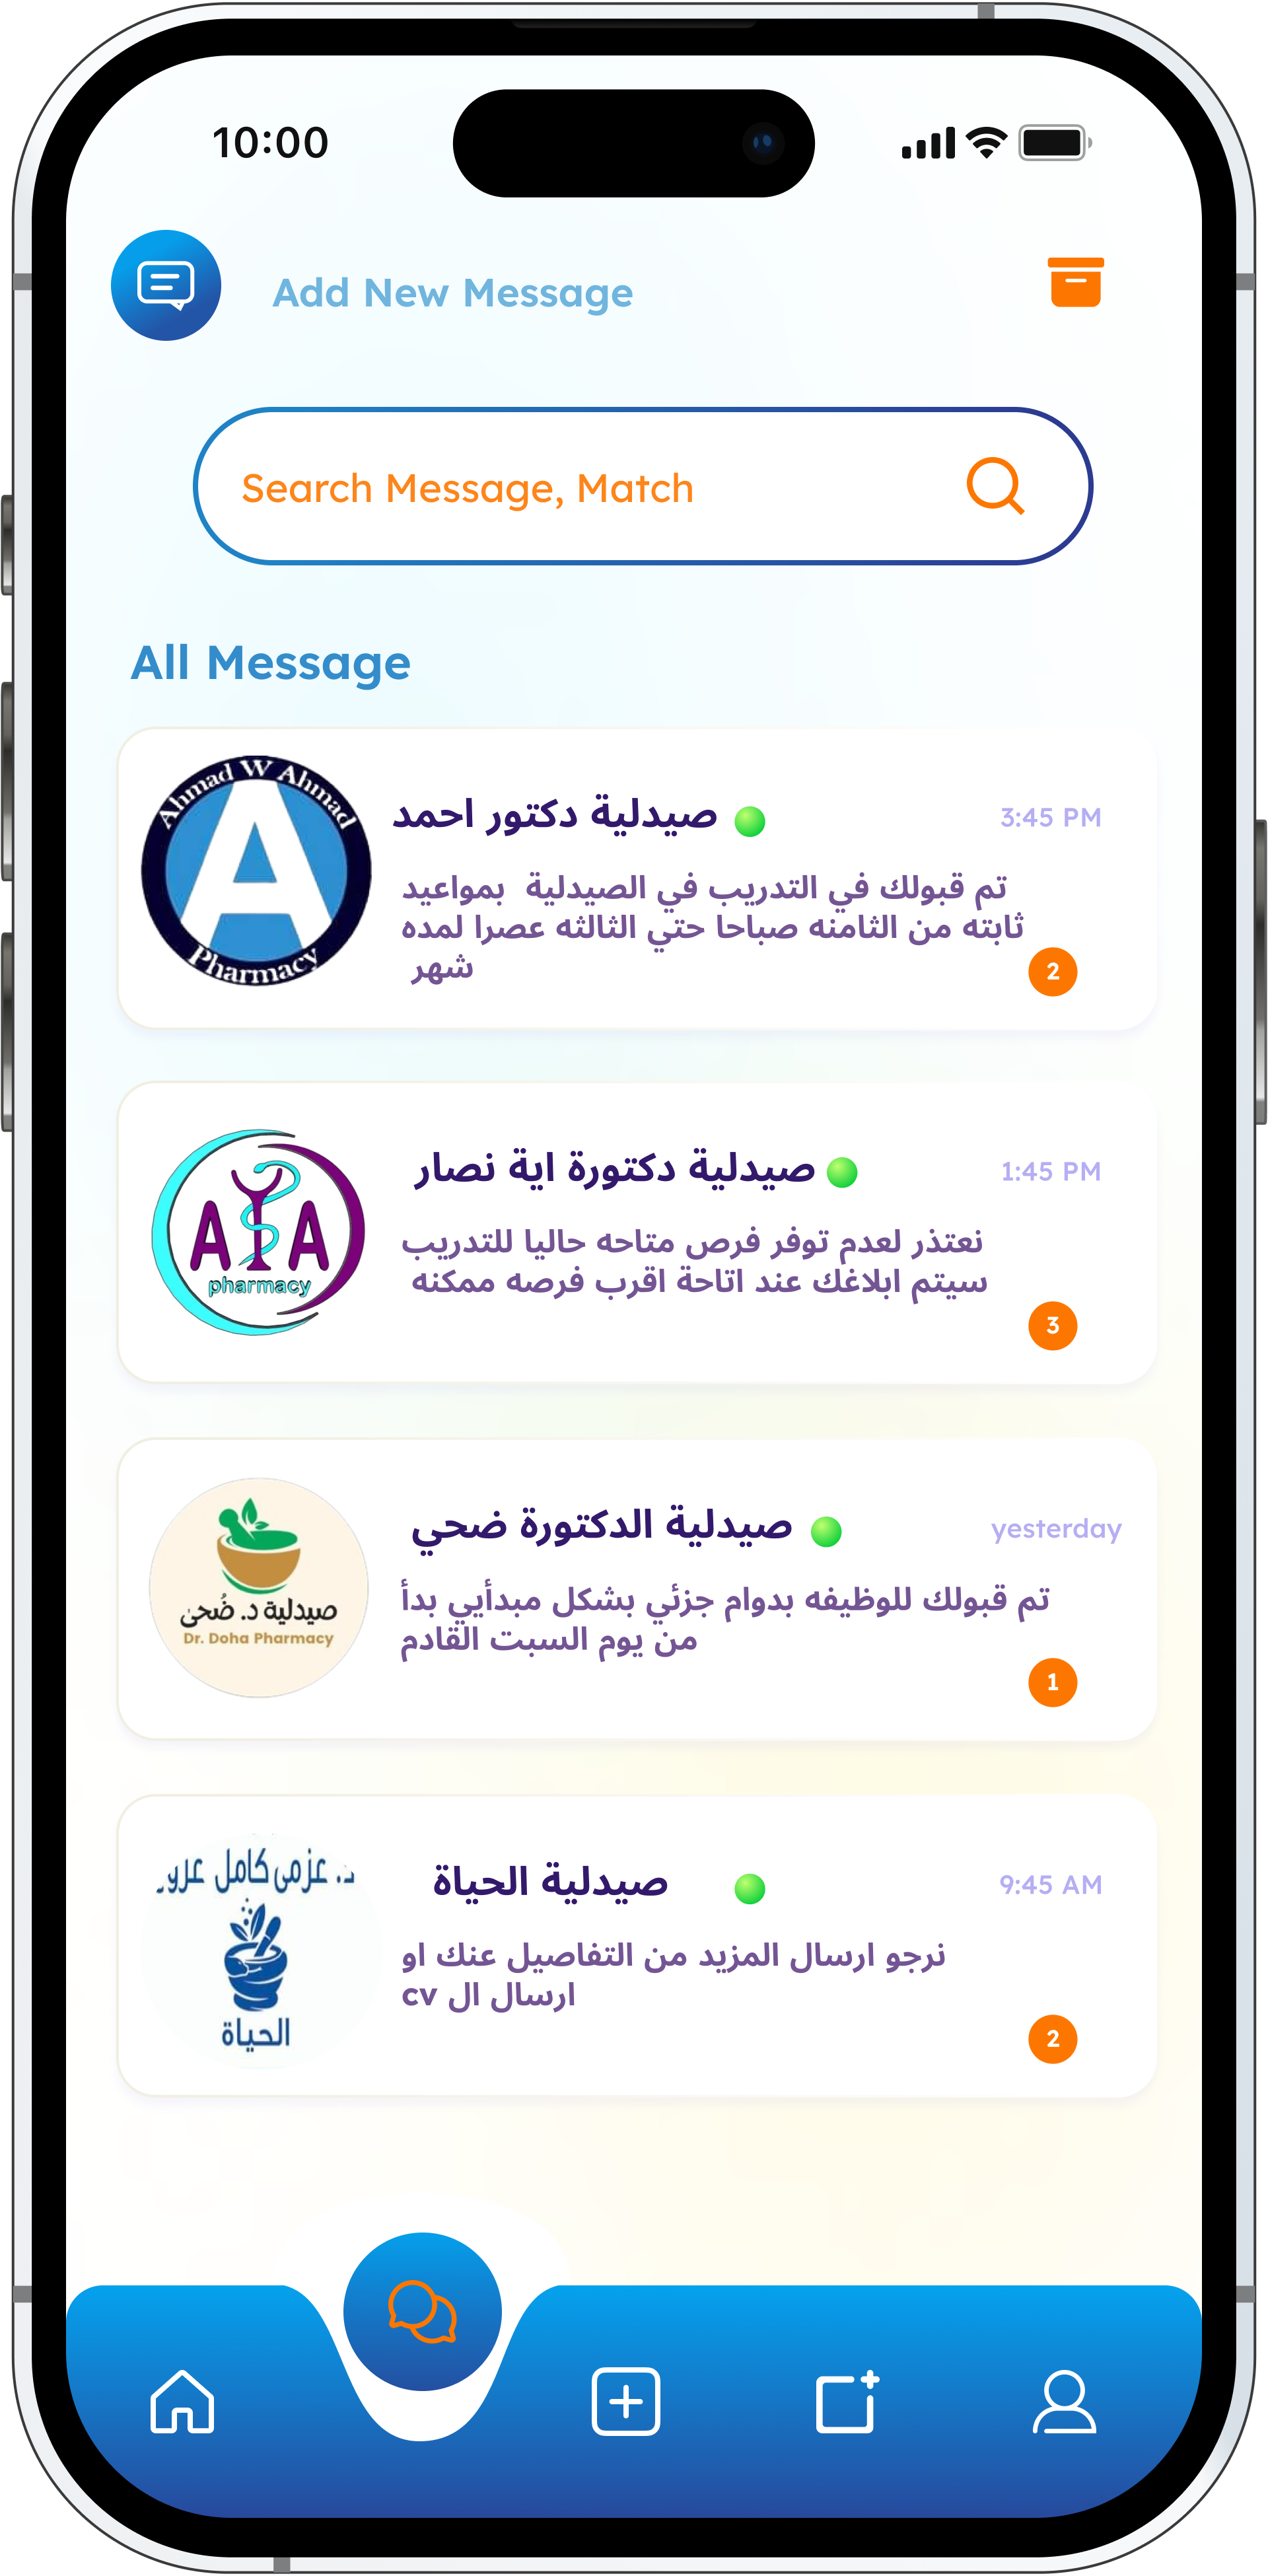 10:00
Add New Message
Search Message, Match
All Message
Ahmad W Ahmad
Pharmacy
صيدلية دكتور احمد
3:45 PM
تم قبولك في التدريب في الصيدلية بمواعيد
ثابته من الثامنه صباحا حتي الثالثه عصرا لمده
شهر
2
AYA
pharmacy
صيدلية دكتورة اية نصار
1:45 PM
نعتذر لعدم توفر فرص متاحه حاليا للتدريب
سيتم ابلاغك عند اتاحة اقرب فرصه ممكنه
3
صيدلية د. ضُحى
Dr. Doha Pharmacy
صيدلية الدكتورة ضحي
yesterday
تم قبولك للوظيفه بدوام جزئي بشكل مبدأيي بدأ
من يوم السبت القادم
1
د. عزمى كامل
الحياة
صيدلية الحياة
9:45 AM
نرجو ارسال المزيد من التفاصيل عنك او
ارسال ال cv
2